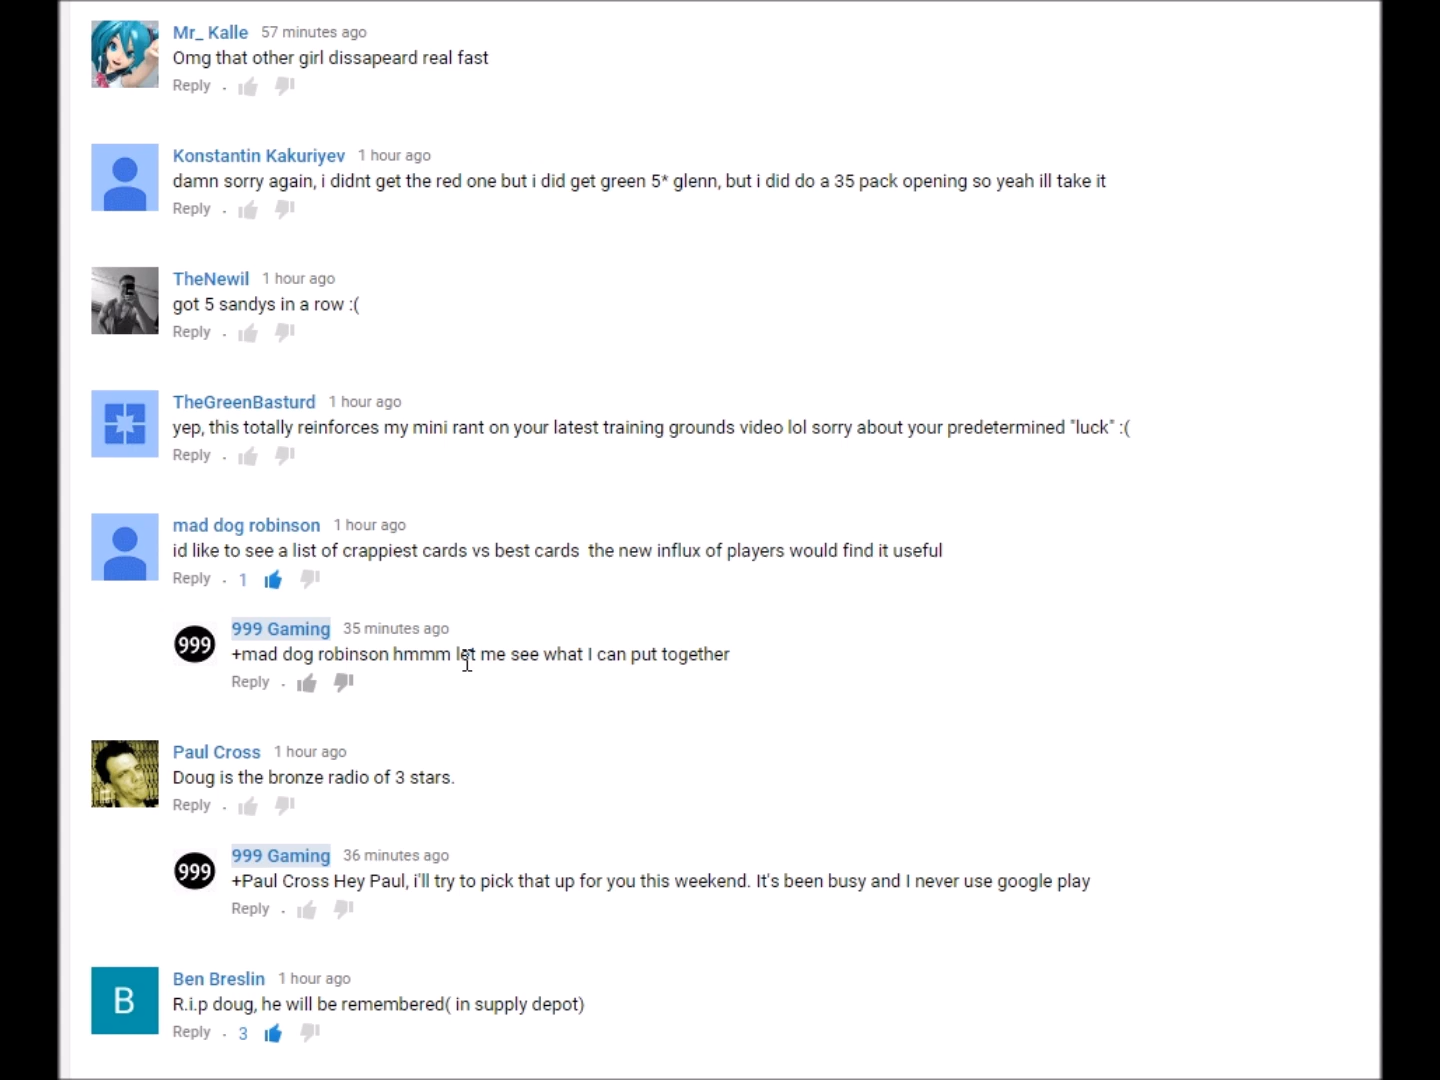 Mr_ Kalle 57 minutes ago
Omg that other girl dissapeard real fast
Reply .
Konstantin Kakuriyev 1 hour ago
damn sorry again, i didnt get the red one but i did get green 5* glenn, but i did do a 35 pack opening so yeah ill take it
Reply .
TheNewil 1 hour ago
got 5 sandys in a row :(
Reply .
TheGreenBasturd 1 hour ago
yep, this totally reinforces my mini rant on your latest training grounds video lol sorry about your predetermined "luck" :(
Reply .
mad dog robinson 1 hour ago
id like to see a list of crappiest cards vs best cards  the new influx of players would find it useful
Reply . 1
999 999 Gaming 35 minutes ago
+mad dog robinson hmmm let me see what I can put together
Reply .
Paul Cross 1 hour ago
Doug is the bronze radio of 3 stars.
Reply .
999 999 Gaming 36 minutes ago
+Paul Cross Hey Paul, i'll try to pick that up for you this weekend. It's been busy and I never use google play
Reply .
B Ben Breslin 1 hour ago
R.i.p doug, he will be remembered( in supply depot)
Reply . 3